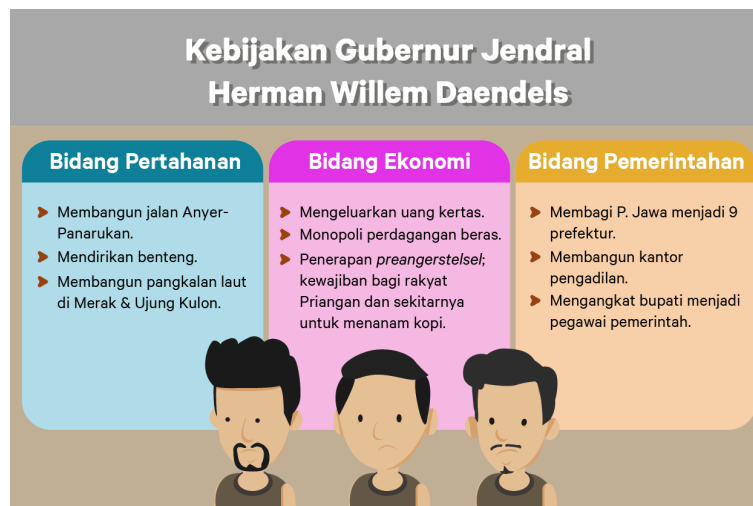 Kebijakan Gubernur Jendral
Herman Willem Daendels
Bidang Pertahanan
Membangun jalan Anyer-
Panarukan.
Mendirikan benteng.
Membangun pangkalan laut
di Merak & Ujung Kulon.
Bidang Ekonomi
Mengeluarkan uang kertas.
Monopoli perdagangan beras.
Penerapan preangerstelsel;
kewajiban bagi rakyat
Priangan dan sekitarnya
untuk menanam kopi.
Bidang Pemerintahan
Membagi P. Jawa menjadi 9
prefektur.
Membangun kantor
pengadilan.
Mengangkat bupati menjadi
pegawai pemerintah.